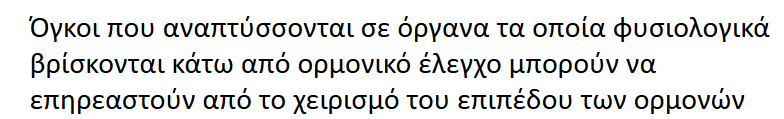 Όγκοι που αναπτύσσονται σε όργανα τα οποία φυσιολογικά
βρίσκονται κάτω από ορμονικό έλεγχο μπορούν να
επηρεαστούν από το χειρισμό του επιπέδου των ορμονών